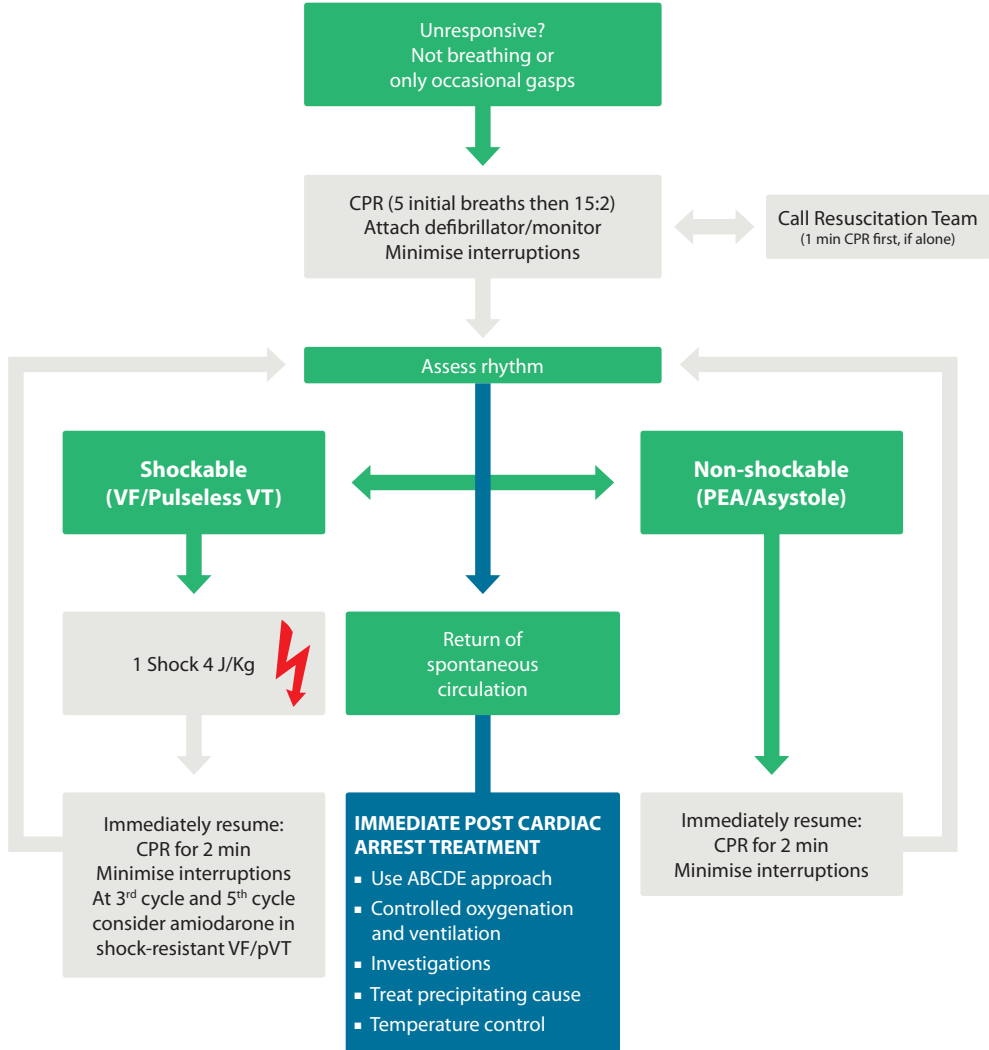 Unresponsive?
Not breathing or
only occasional gasps
CPR (5 initial breaths then 15:2)
Attach defibrillator/monitor
Minimise interruptions
Call Resuscitation Team
(1 min CPR first, if alone)
Assess rhythm
Shockable
(VF/Pulseless VT)
Non-shockable
(PEA/Asystole)
1 Shock 4 J/Kg
Return of
spontaneous
circulation
Immediately resume:
CPR for 2 min
Minimise interruptions
At 3rd cycle and 5th cycle
consider amiodarone in
shock-resistant VF/pVT
IMMEDIATE POST CARDIAC
ARREST TREATMENT
▪ Use ABCDE approach
▪ Controlled oxygenation
and ventilation
▪ Investigations
▪ Treat precipitating cause
▪ Temperature control
Immediately resume:
CPR for 2 min
Minimise interruptions